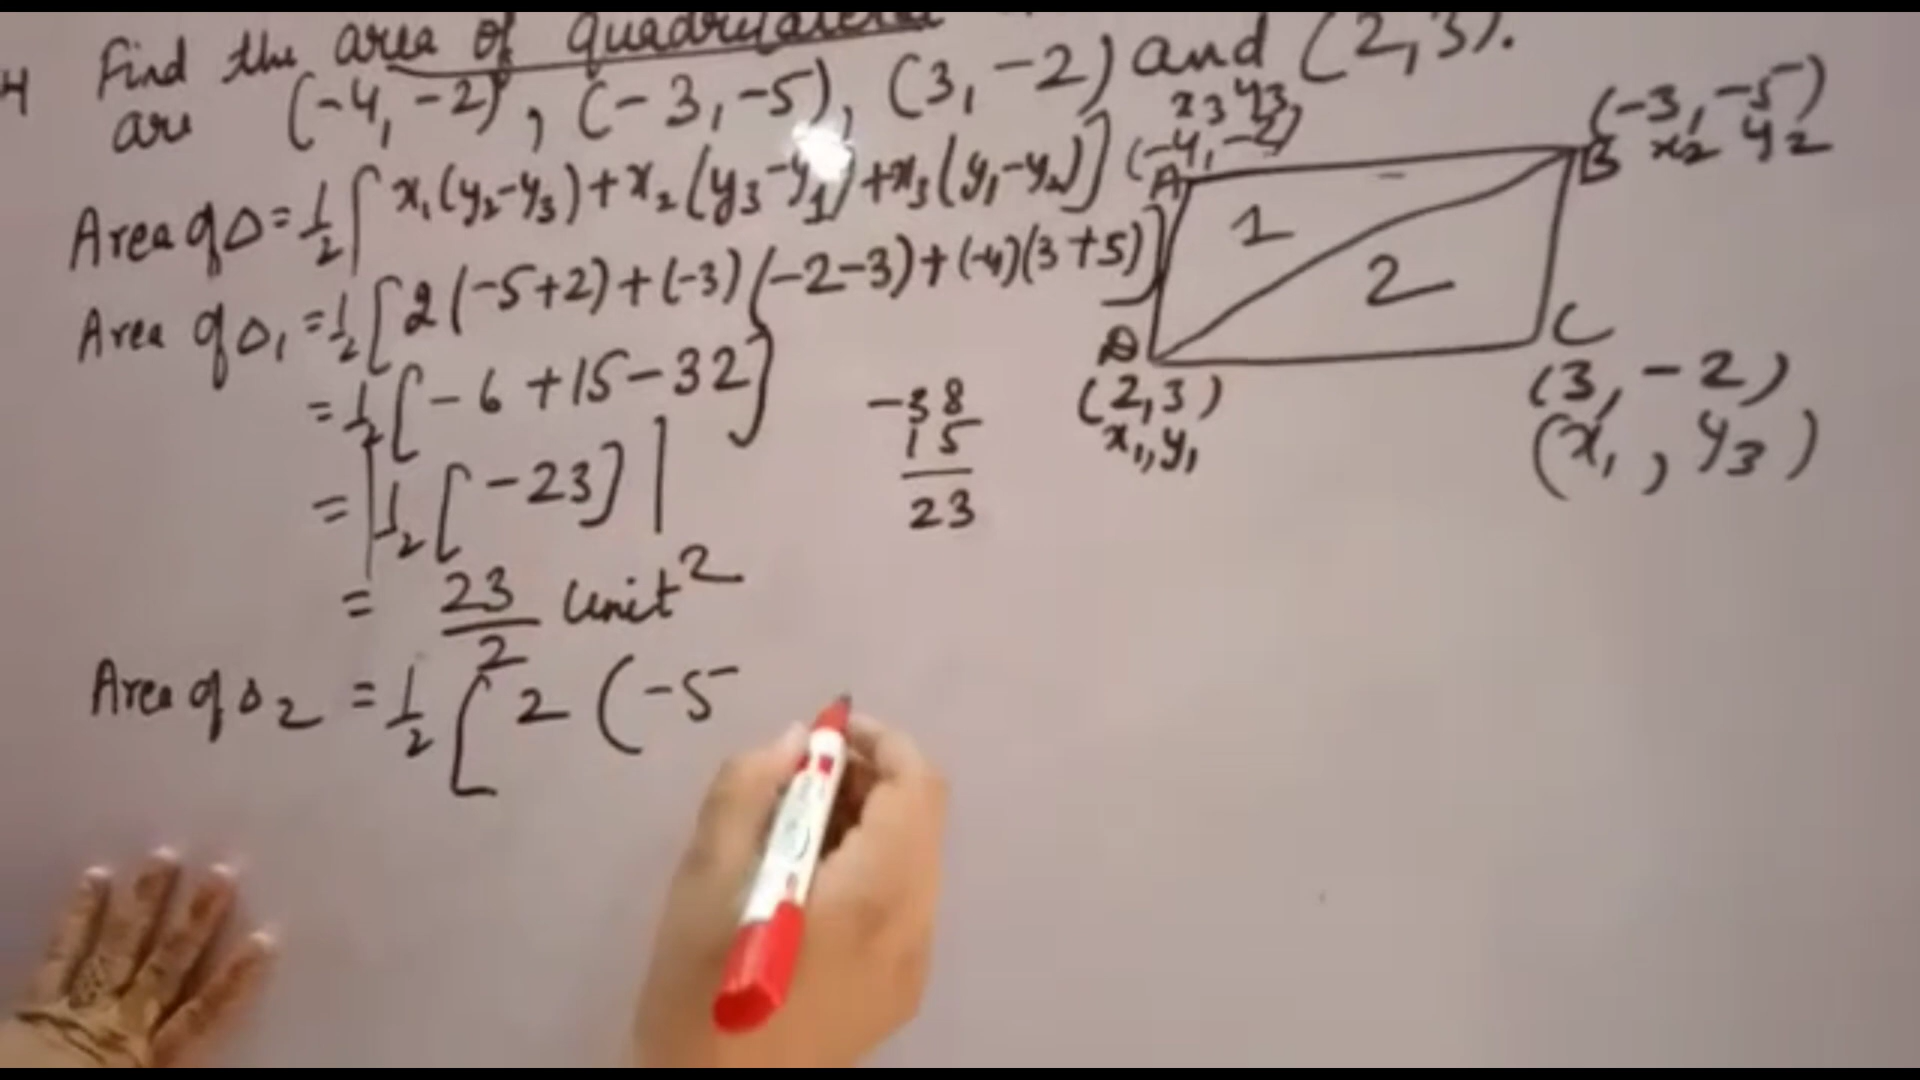 4 Find the area of quadrilateral
are (-4,-2), (-3,-5), (3,-2) and (2,3).
Area of Δ = 1/2 [x₁(y₂-y₃)+x₂(y₃-y₁)+x₃(y₁-y₂)]
Area of Δ₁ = 1/2 [2(-5+2)+(-3)(-2-3)+(-4)(3+5)]
= 1/2 [-6+15-32]
= |1/2 [-23]|
= 23/2 unit²
Area of Δ₂ = 1/2 [2(-5
-38
15
23
x₃ y₃,
(-4,-2)
A
(-3,-5)
B x₂ y₂
1
2
D
(2,3)
x₁,y₁
C
(3,-2)
(x₁, y₃)